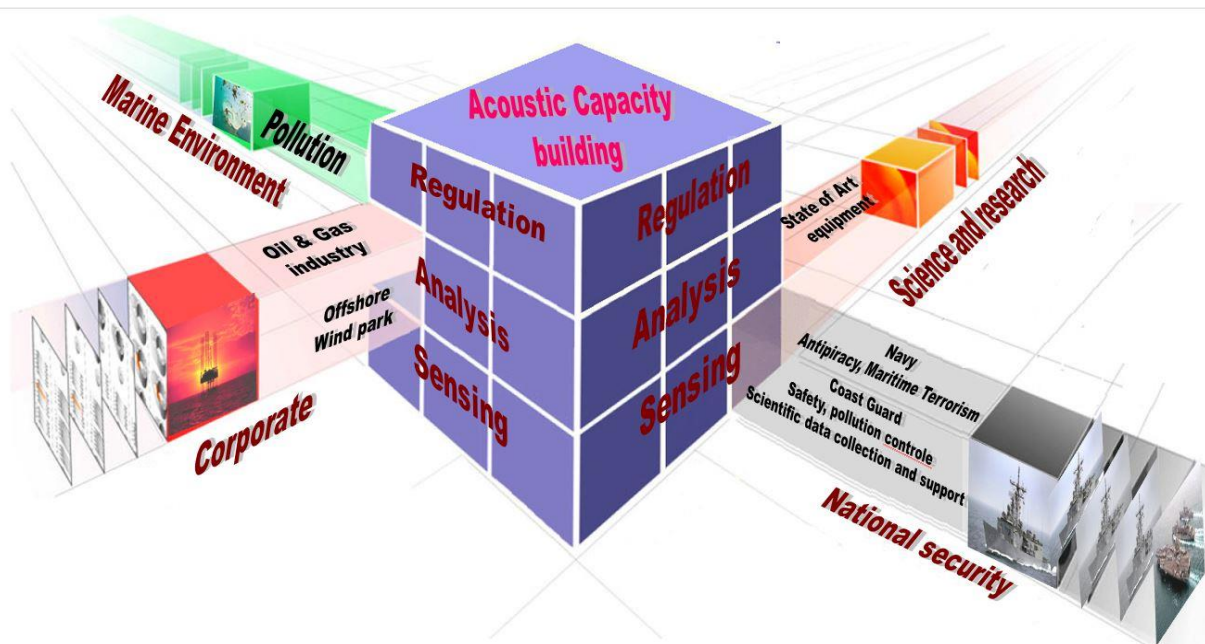 Acoustic Capacity
building
Regulation
Analysis
Sensing
Regulation
Analysis
Sensing
Marine Environment
Pollution
Oil & Gas
industry
Offshore
Wind park
Corporate
State of Art
equipment
Science and research
Navy
Antipiracy, Maritime Terrorism
Coast Guard
Safety, pollution controle
Scientific data collection and support
National security